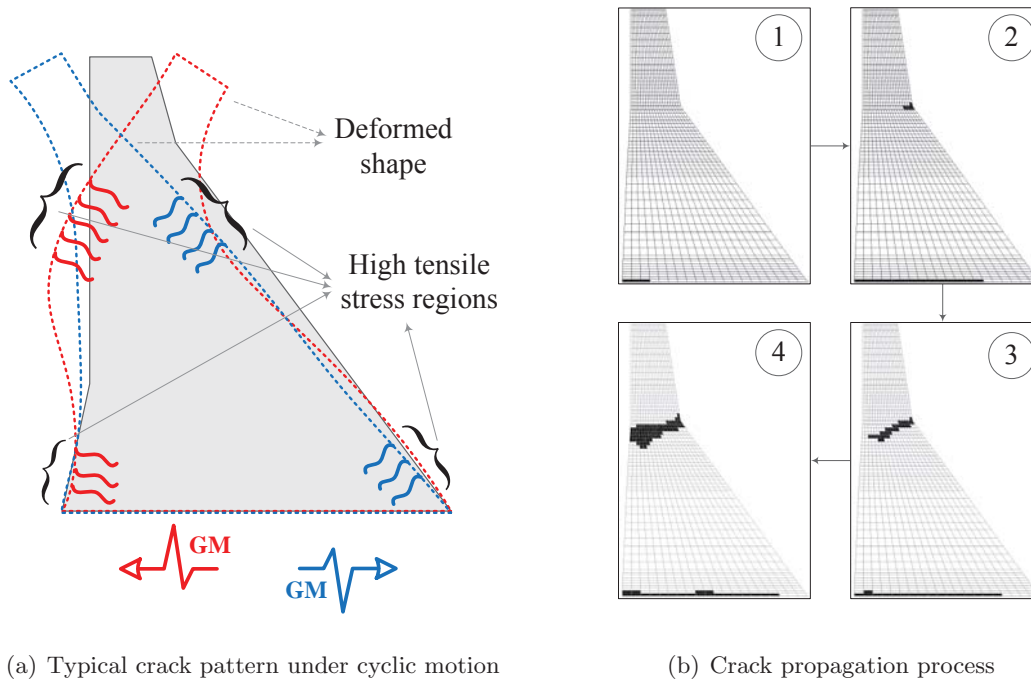 Deformed
shape
High tensile
stress regions
GM
GM
(a) Typical crack pattern under cyclic motion
1
2
3
4
(b) Crack propagation process